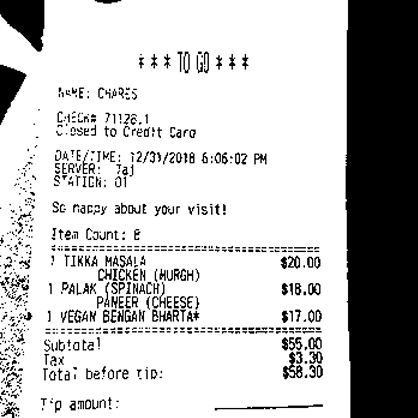 *** TO GO ***
NAME: CHARES
CHECK# 71128.1
Closed to Credit Card
DATE/TIME: 12/31/2018 6:06:02 PM
SERVER: Taj
STATION: 01
So happy about your visit!
Item Count: 6
1 TIKKA MASALA $20.00
CHICKEN (MURGH)
1 PALAK (SPINACH) $18.00
PANEER (CHEESE)
1 VEGAN BENGAN BHARTA* $17.00
Subtotal $55.00
Tax $3.30
Total before tip: $58.30
Tip amount: